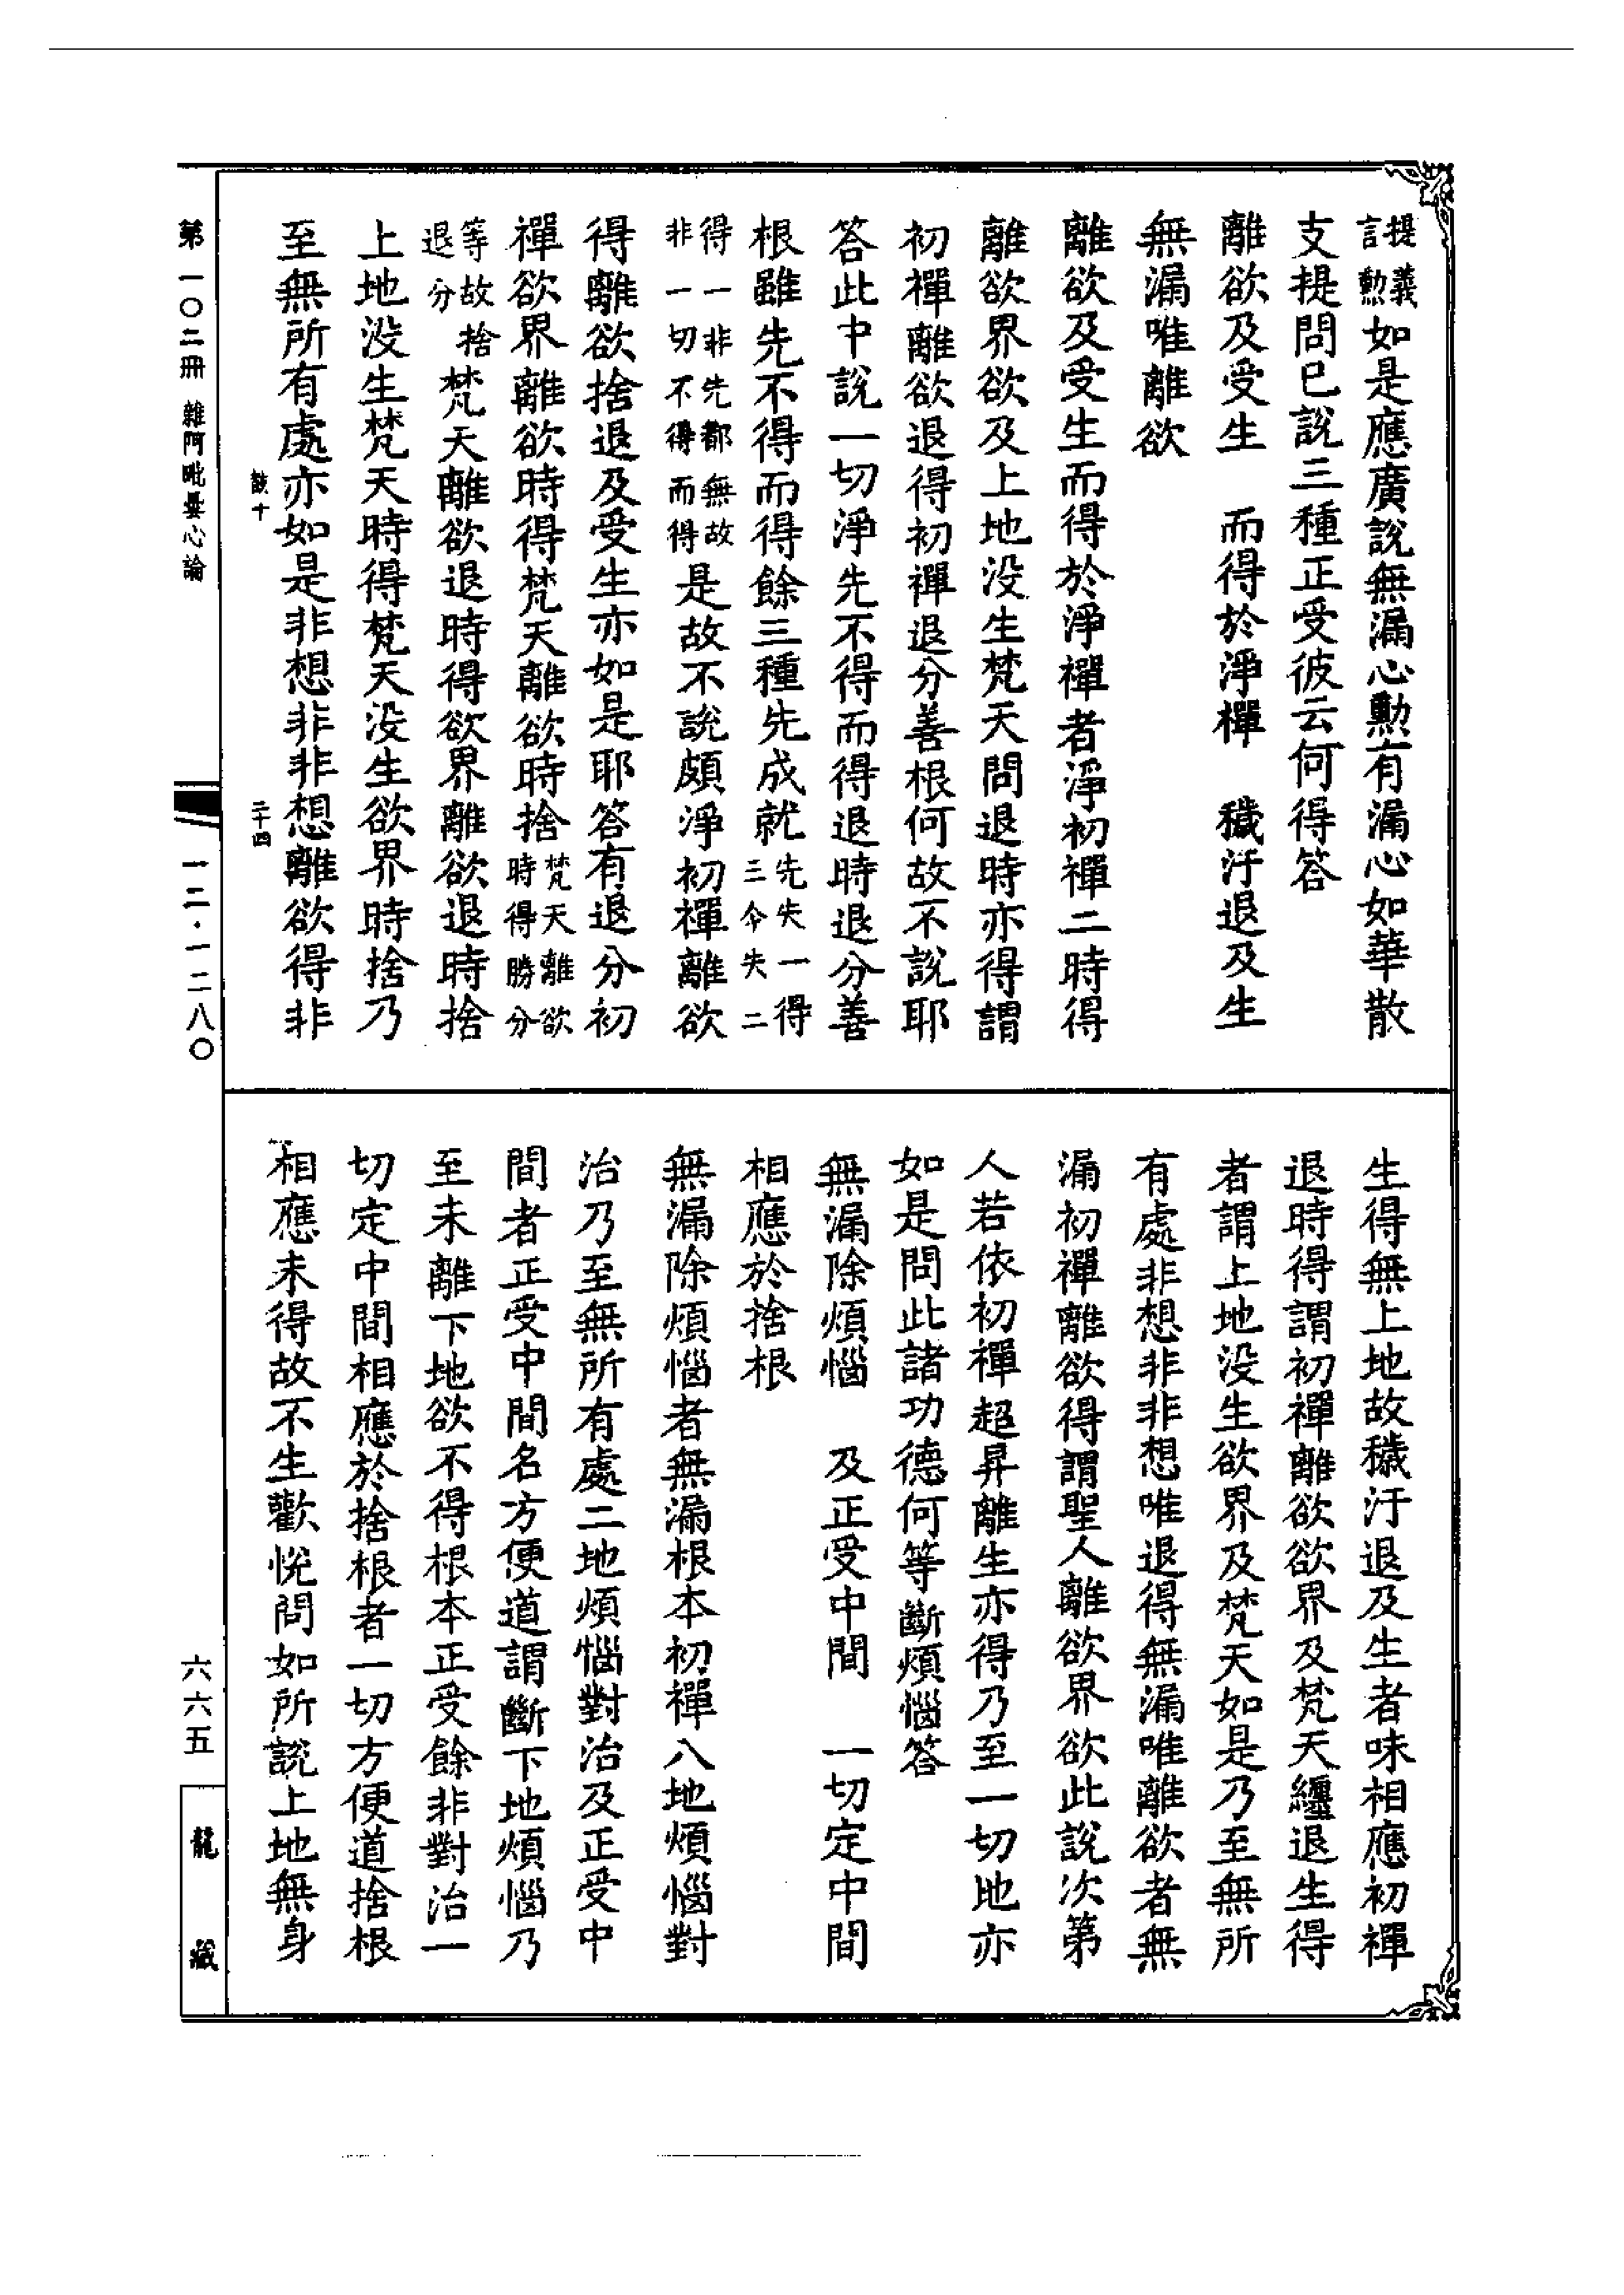 提義
言勲如是應廣說無漏心勲有漏心如華散
支提問已說三種正受彼云何得答
離欲及受生　而得於淨禪　穢汙退及生
無漏唯離欲
離欲及受生而得於淨禪者淨初禪二時得
離欲界欲及上地没生梵天問退時亦得謂
初禪離欲退得初禪退分善根何故不說耶
答此中說一切淨先不得而得退時退分善
根雖先不得而得餘三種先成就先失一得
三今失二
得一非先都無故
非一切不得而得是故不說頗淨初禪離欲
得離欲捨退及受生亦如是耶答有退分初
禪欲界離欲時得梵天離欲時捨梵天離欲
時得勝分
等故捨
退分梵天離欲退時得欲界離欲退時捨
上地没生梵天時得梵天没生欲界時捨乃
至無所有處亦如是非想非非想離欲得非
生得無上地故穢汙退及生者味相應初禪
退時得謂初禪離欲欲界及梵天纏退生得
者謂上地没生欲界及梵天如是乃至無所
有處非想非非想唯退得無漏唯離欲者無
漏初禪離欲得謂聖人離欲界欲此說次第
人若依初禪超昇離生亦得乃至一切地亦
如是問此諸功德何等斷煩惱答
無漏除煩惱　及正受中間　一切定中間
相應於捨根
無漏除煩惱者無漏根本初禪八地煩惱對
治乃至無所有處二地煩惱對治及正受中
間者正受中間名方便道謂斷下地煩惱乃
至未離下地欲不得根本正受餘非對治一
切定中間相應於捨根者一切方便道捨根
相應未得故不生歡悅問如所說上地無身
第一〇二冊　雜阿毗曇心論
鼓十
二十四
一二·一二八〇
六六五
龍藏